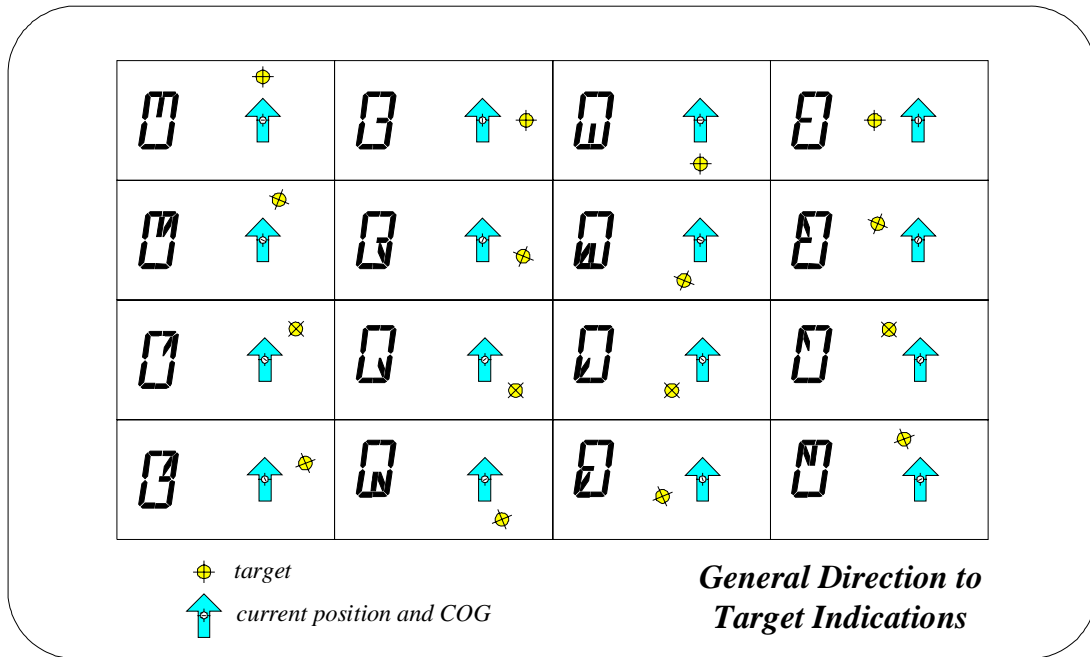 target
current position and COG
General Direction to
Target Indications